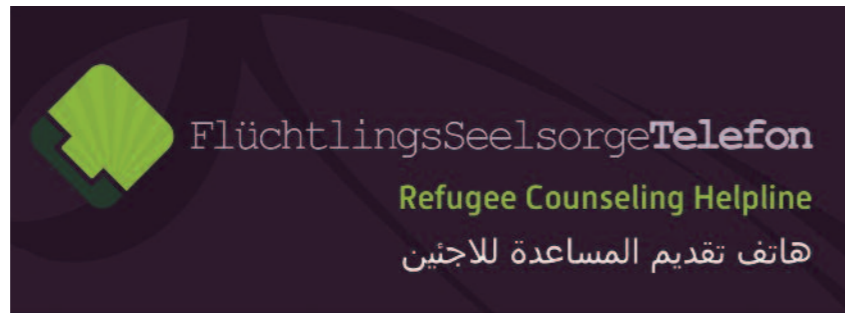 FlüchtlingsSeelsorgeTelefon
Refugee Counseling Helpline
هاتف تقديم المساعدة للاجئين